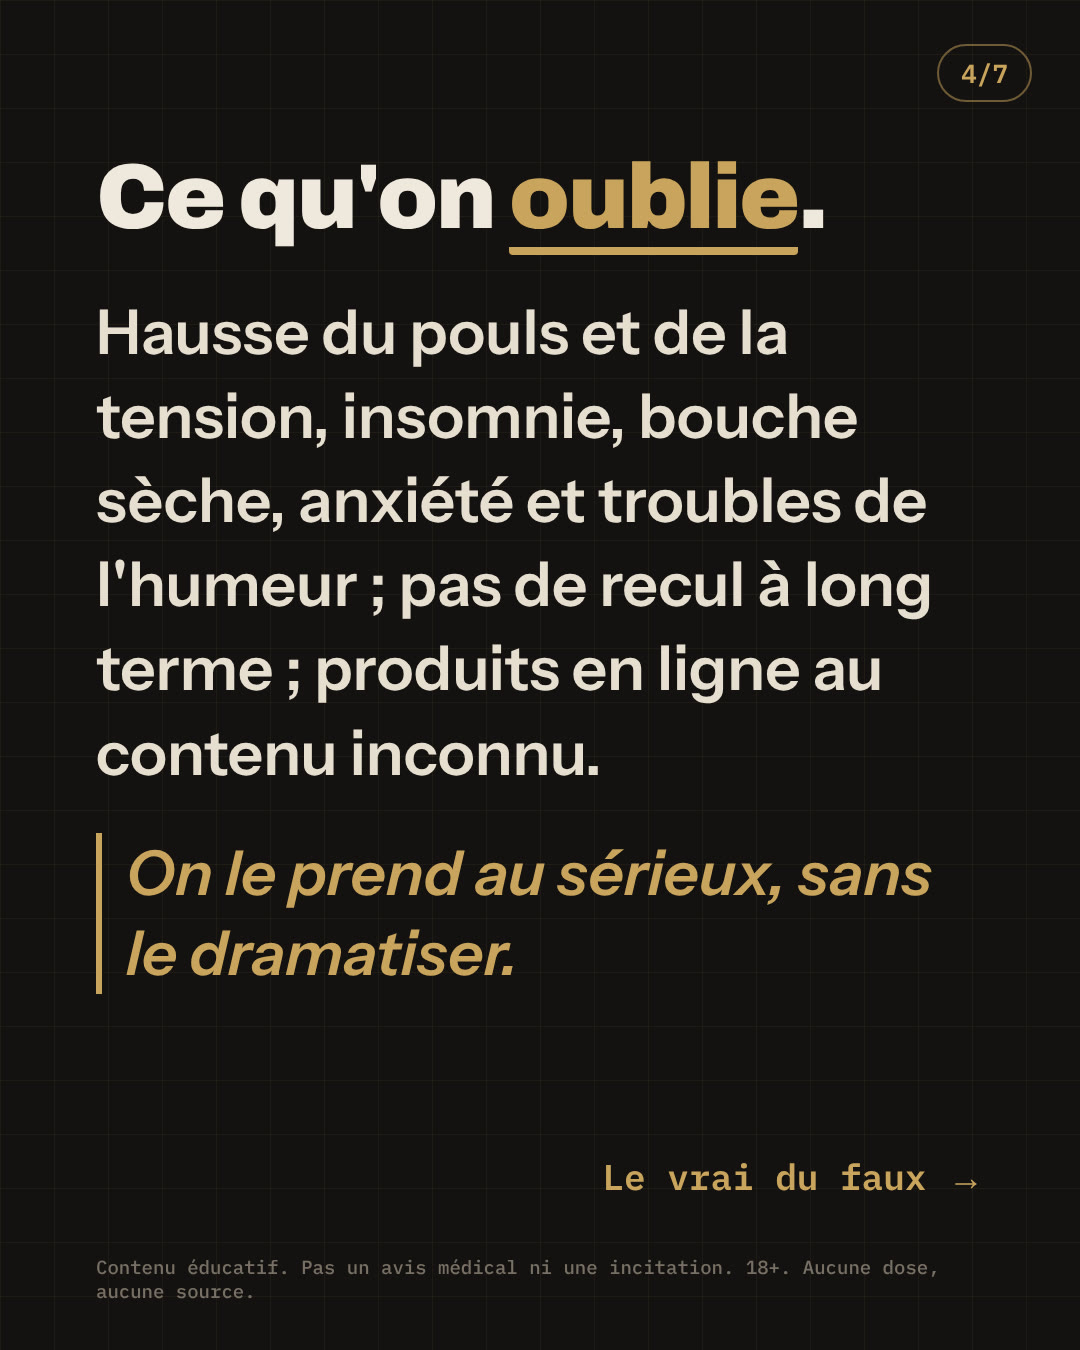 4/7
Ce qu'on oublie.
Hausse du pouls et de la
tension, insomnie, bouche
sèche, anxiété et troubles de
l'humeur ; pas de recul à long
terme ; produits en ligne au
contenu inconnu.
On le prend au sérieux, sans
le dramatiser.
Le vrai du faux →
Contenu éducatif. Pas un avis médical ni une incitation. 18+. Aucune dose,
aucune source.